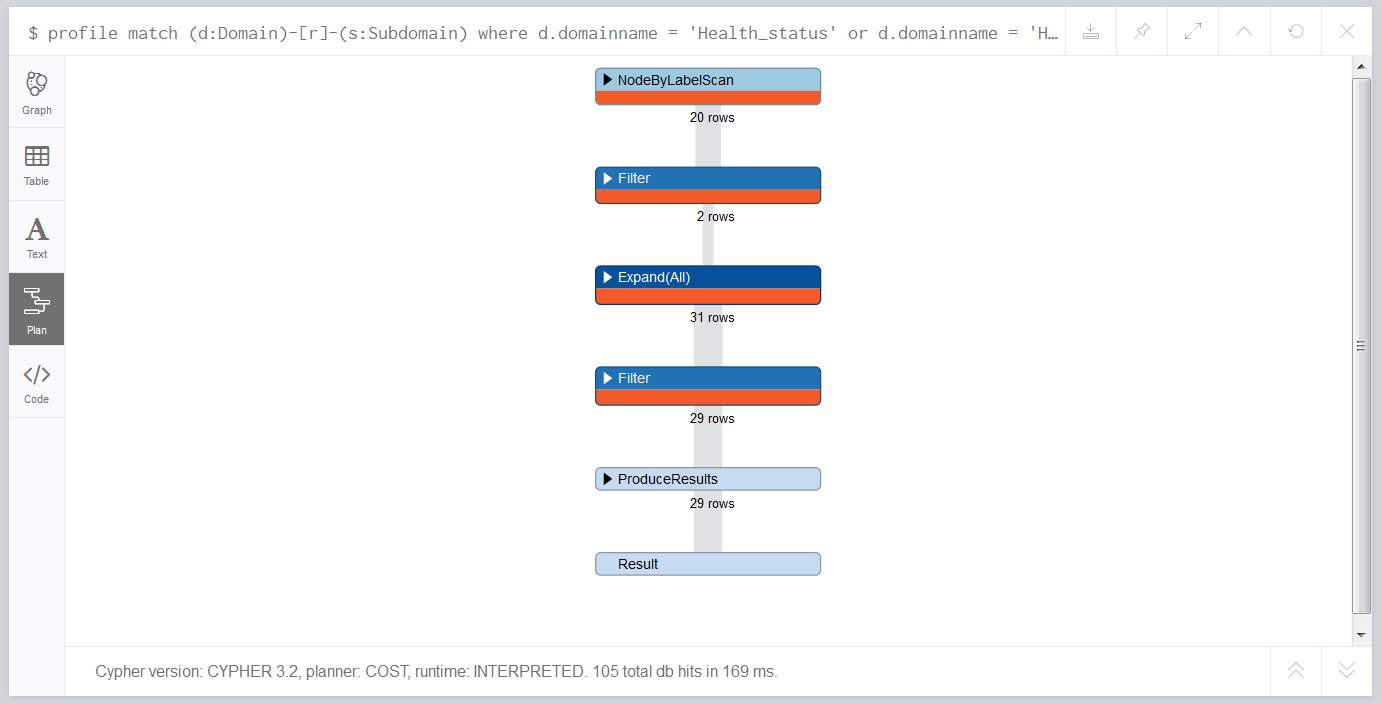 $ profile match (d:Domain)-[r]-(s:Subdomain) where d.domainname = 'Health_status' or d.domainname = 'H…
Graph
Table
A
Text
Plan
</>
Code
NodeByLabelScan
20 rows
Filter
2 rows
Expand(All)
31 rows
Filter
29 rows
ProduceResults
29 rows
Result
Cypher version: CYPHER 3.2, planner: COST, runtime: INTERPRETED. 105 total db hits in 169 ms.